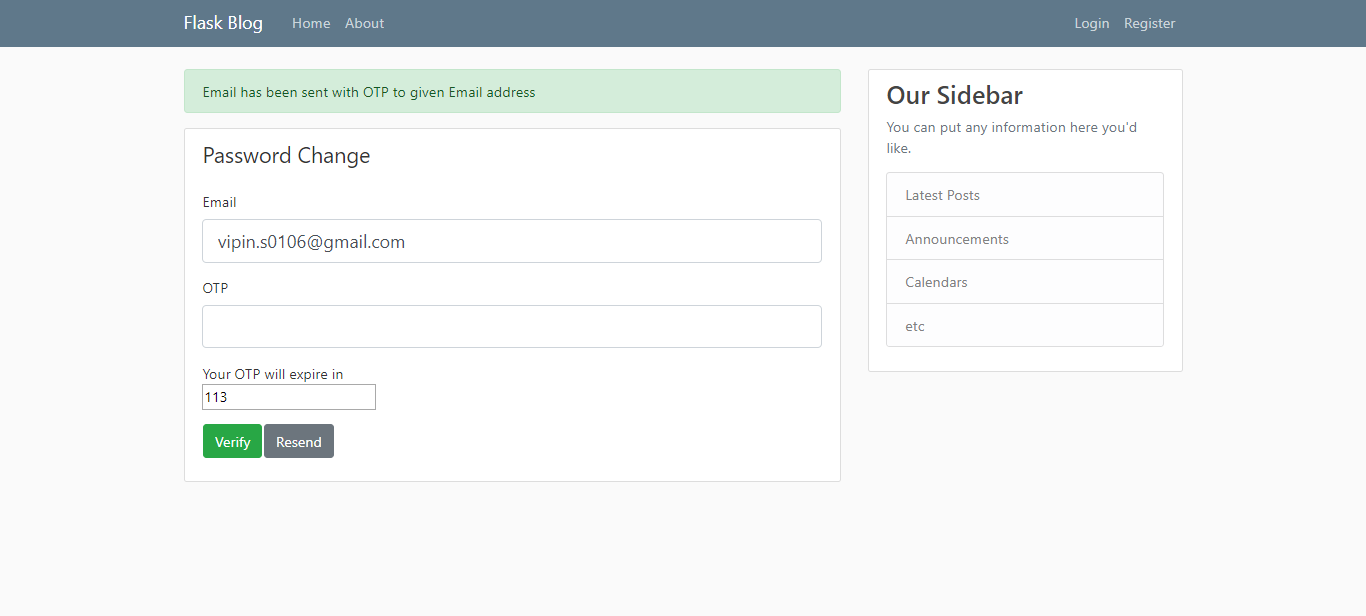 Flask Blog Home About Login Register
Email has been sent with OTP to given Email address
Password Change
Email
vipin.s0106@gmail.com
OTP
Your OTP will expire in
113
Verify Resend
Our Sidebar
You can put any information here you'd
like.
Latest Posts
Announcements
Calendars
etc